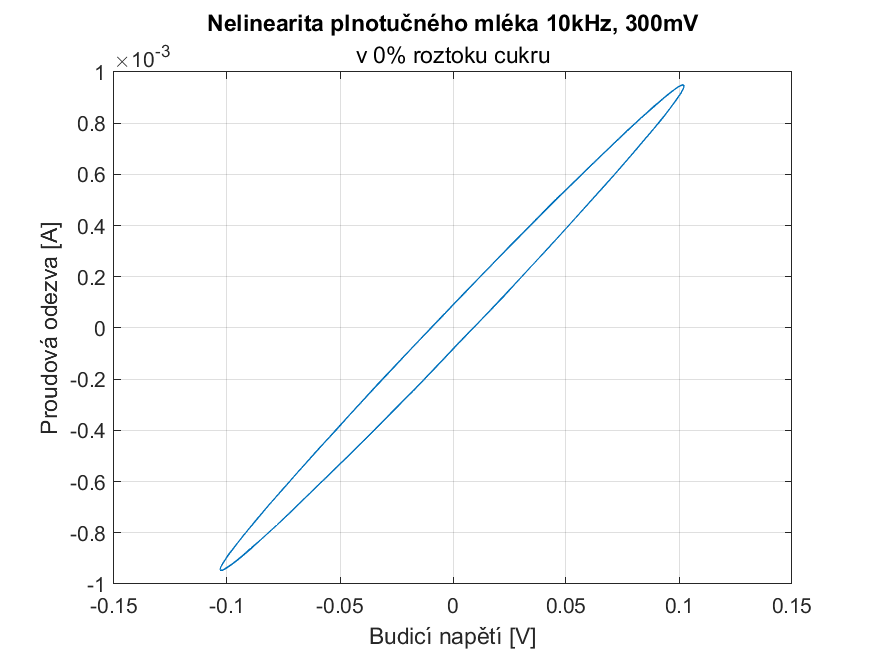 Nelinearita plnotučného mléka 10kHz, 300mV
v 0% roztoku cukru
×10^-3
1
0.8
0.6
0.4
0.2
0
-0.2
-0.4
-0.6
-0.8
-1
Proudová odezva [A]
-0.15 -0.1 -0.05 0 0.05 0.1 0.15
Budicí napětí [V]